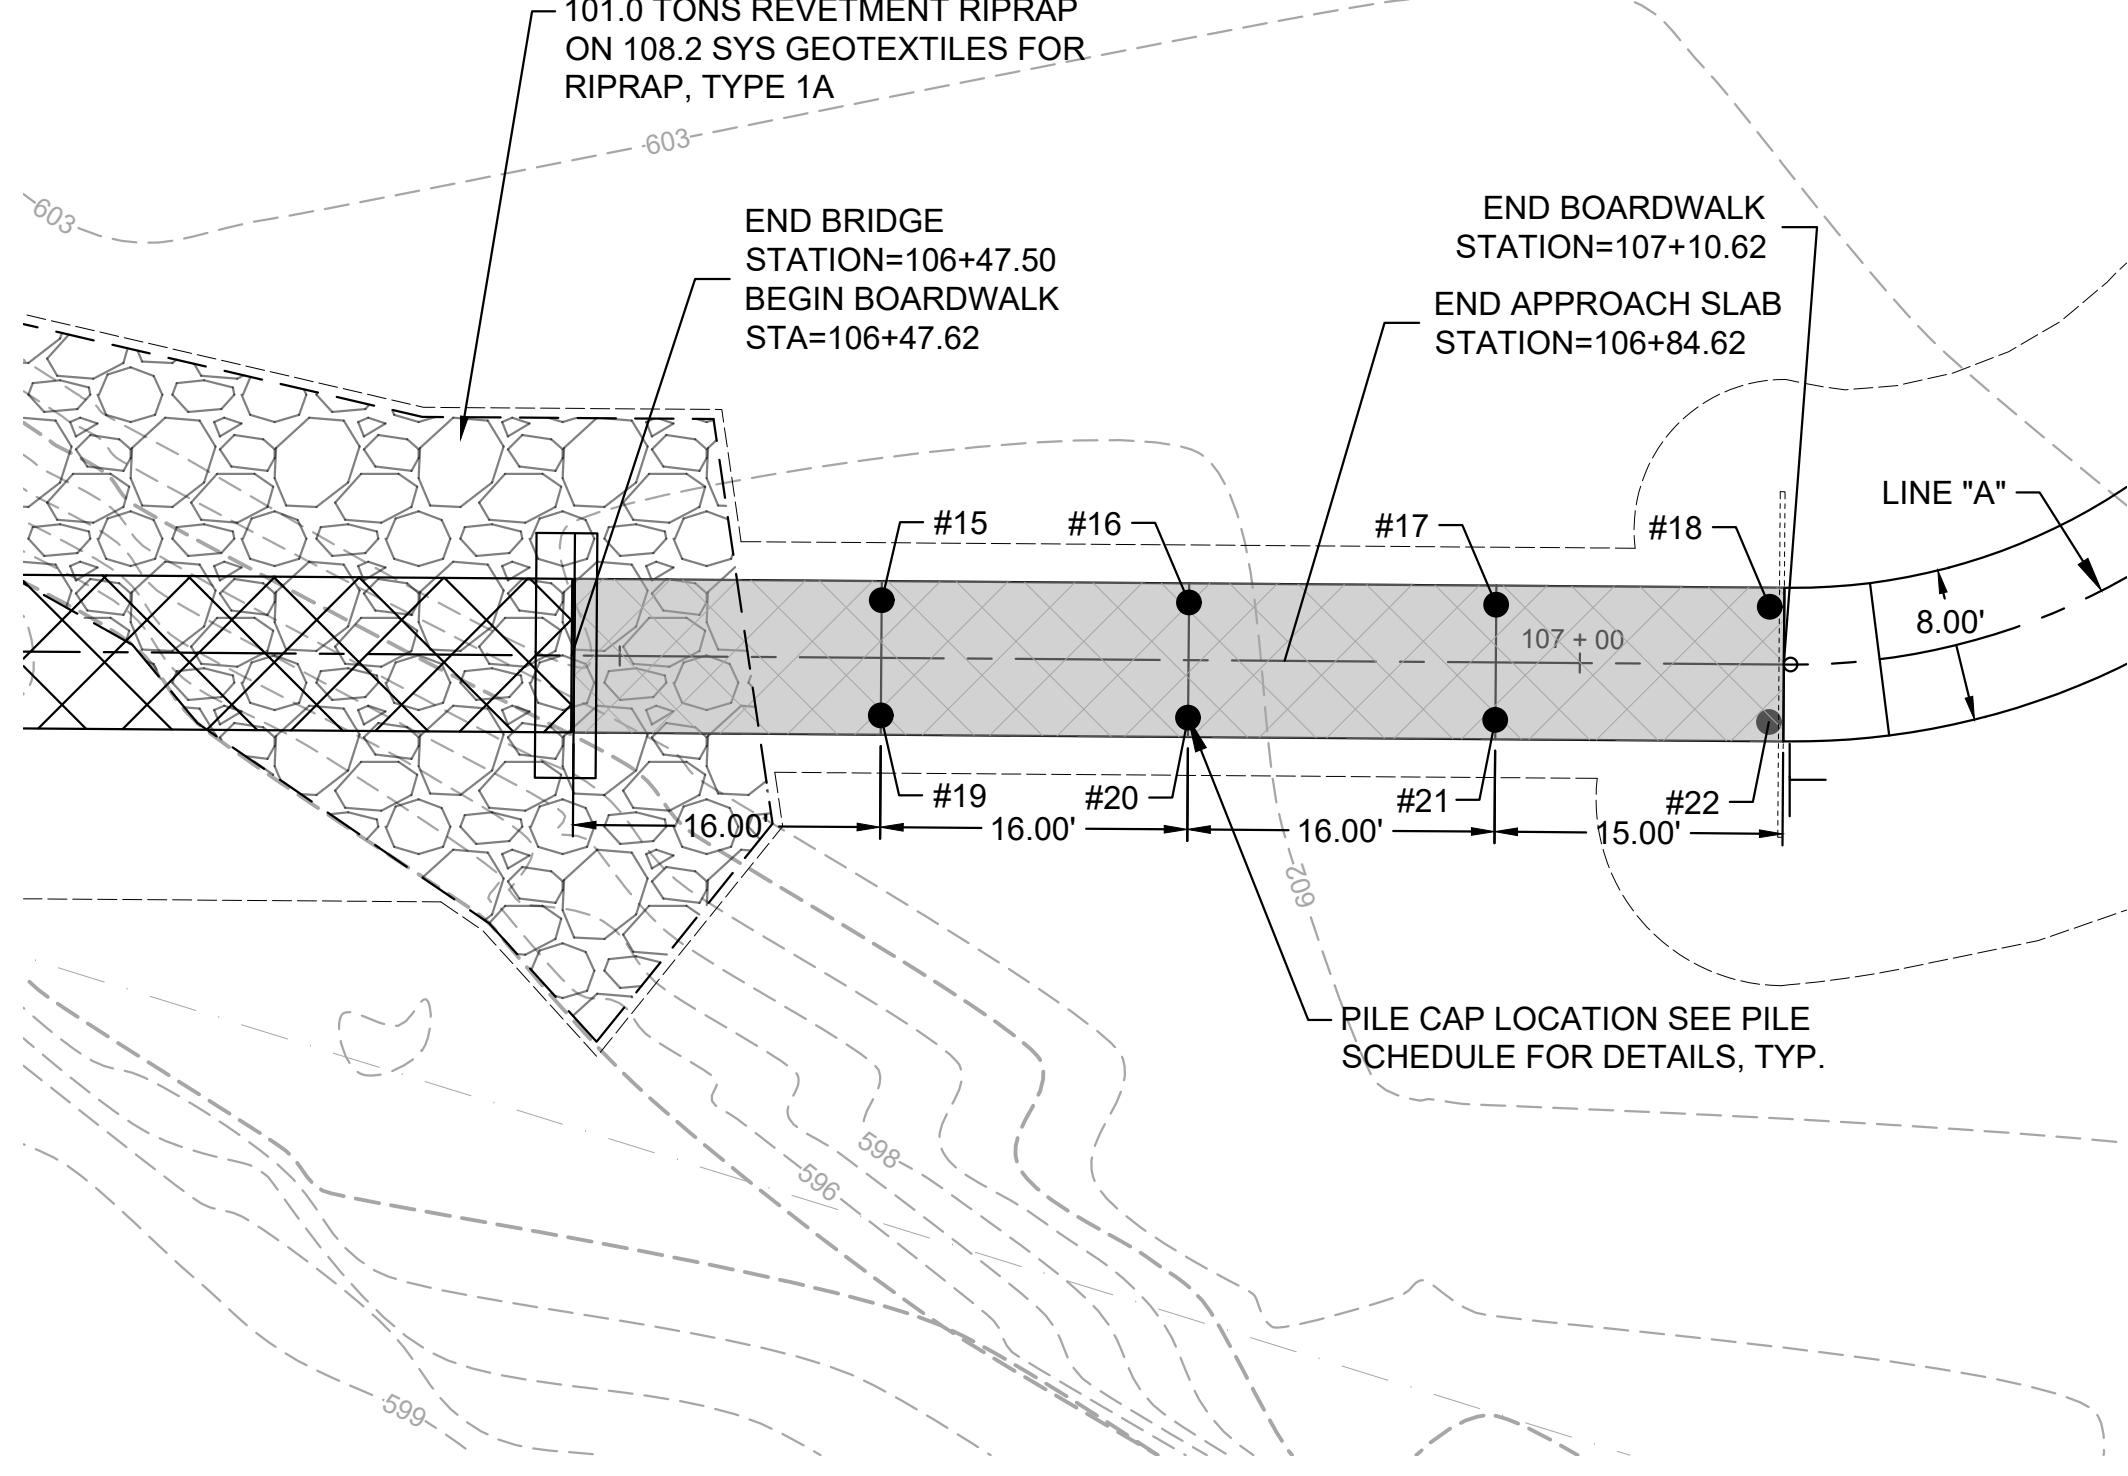 101.0 TONS REVETMENT RIPRAP
ON 108.2 SYS GEOTEXTILES FOR
RIPRAP, TYPE 1A
603
603
END BRIDGE
STATION=106+47.50
BEGIN BOARDWALK
STA=106+47.62
END BOARDWALK
STATION=107+10.62
END APPROACH SLAB
STATION=106+84.62
LINE "A"
#15
#16
#17
#18
8.00'
107 + 00
#19
#20
#21
#22
16.00'
16.00'
16.00'
15.00'
602
PILE CAP LOCATION SEE PILE
SCHEDULE FOR DETAILS, TYP.
598
596
599